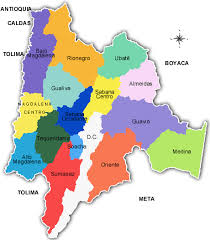 ANTIOQUIA
CALDAS
TOLIMA
BOYACA
Bajo
Magdalena
Rionegro
Ubaté
Gualiva
Almeidas
Sabana
Centro
MAGDALENA
CENTRO
Sabana
Occidente
Guavio
Tequendama
D.C.
Soacha
Medina
Alto
Magdalena
Oriente
Sumapaz
TOLIMA
META